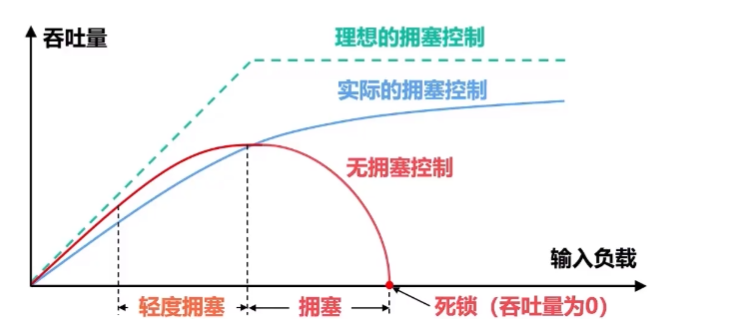 吞吐量
理想的拥塞控制
实际的拥塞控制
无拥塞控制
输入负载
轻度拥塞
拥塞
死锁（吞吐量为0）